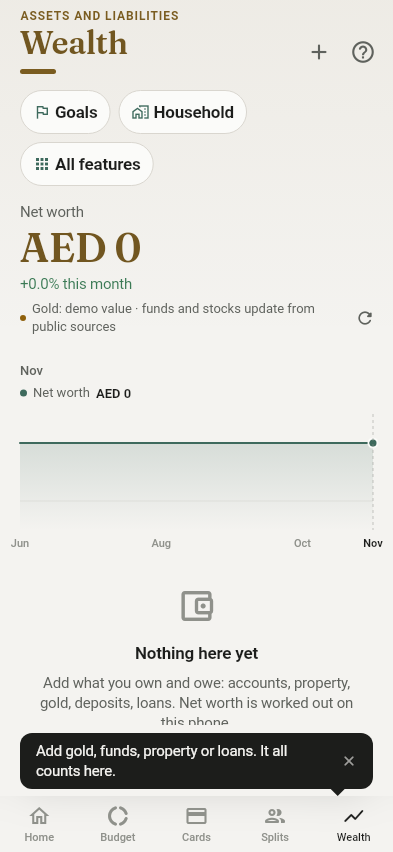 ASSETS AND LIABILITIES
Wealth
Goals
Household
All features
Net worth
AED 0
+0.0% this month
Gold: demo value · funds and stocks update from
public sources
Nov
Net worth AED 0
Jun Aug Oct Nov
Nothing here yet
Add what you own and owe: accounts, property,
gold, deposits, loans. Net worth is worked out on
this phone
Add gold, funds, property or loans. It all
counts here.
Home Budget Cards Splits Wealth